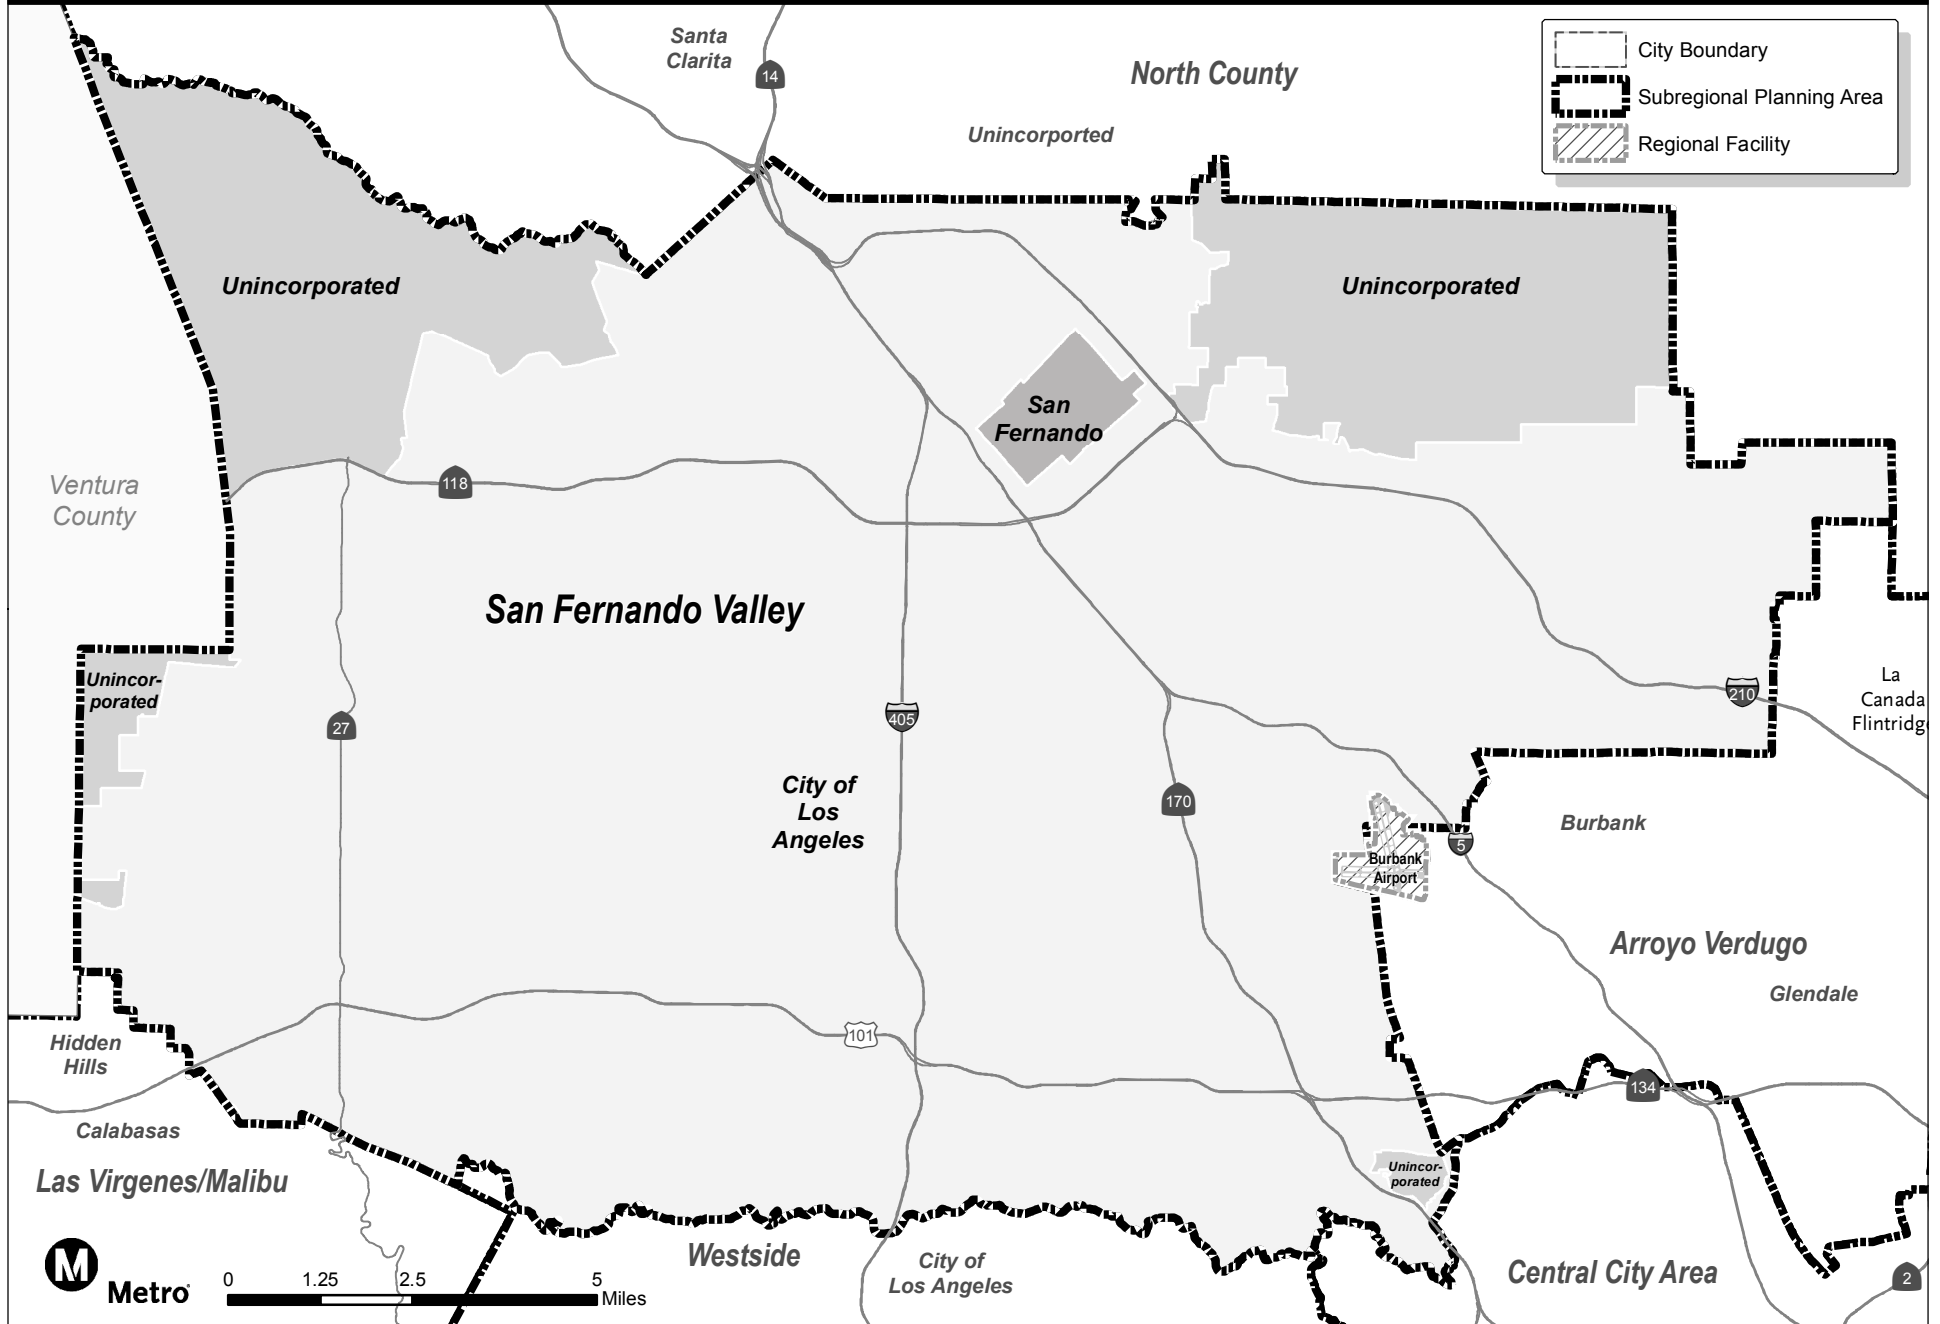 Santa
Clarita
14
North County
Unincorported
City Boundary
Subregional Planning Area
Regional Facility
Unincorporated
Unincorporated
San
Fernando
118
Ventura
County
San Fernando Valley
Unincor-
porated
27
405
210
La
Canada
Flintridg
City of
Los
Angeles
170
Burbank
5
Burbank
Airport
Arroyo Verdugo
Glendale
101
Hidden
Hills
134
Calabasas
Las Virgenes/Malibu
Unincor-
porated
Westside
City of
Los Angeles
Central City Area
2
M
Metro
0 1.25 2.5 5
Miles